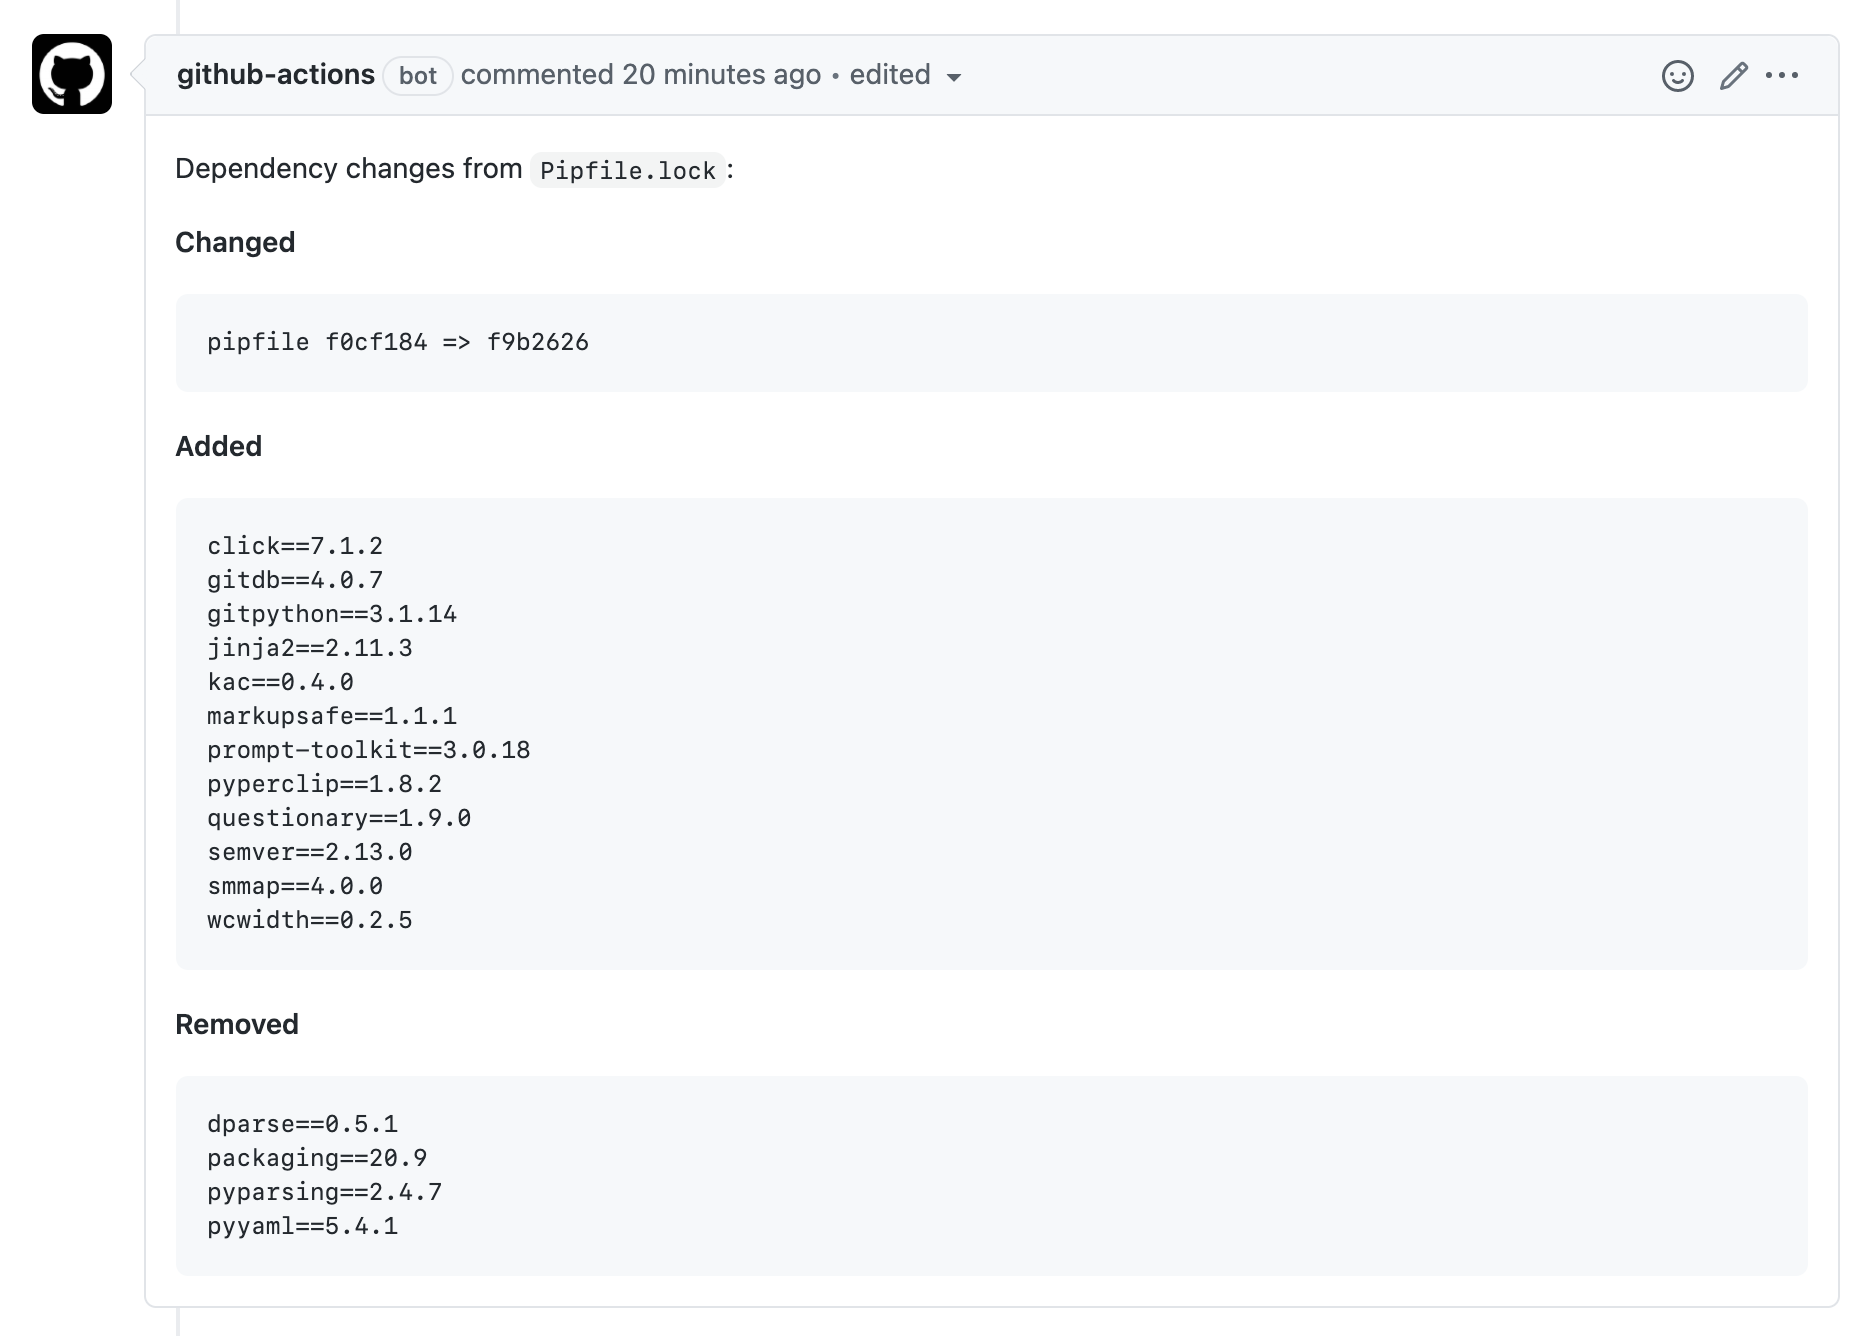 github-actions bot commented 20 minutes ago • edited
Dependency changes from Pipfile.lock:
Changed
pipfile f0cf184 => f9b2626
Added
click==7.1.2
gitdb==4.0.7
gitpython==3.1.14
jinja2==2.11.3
kac==0.4.0
markupsafe==1.1.1
prompt-toolkit==3.0.18
pyperclip==1.8.2
questionary==1.9.0
semver==2.13.0
smmap==4.0.0
wcwidth==0.2.5
Removed
dparse==0.5.1
packaging==20.9
pyparsing==2.4.7
pyyaml==5.4.1